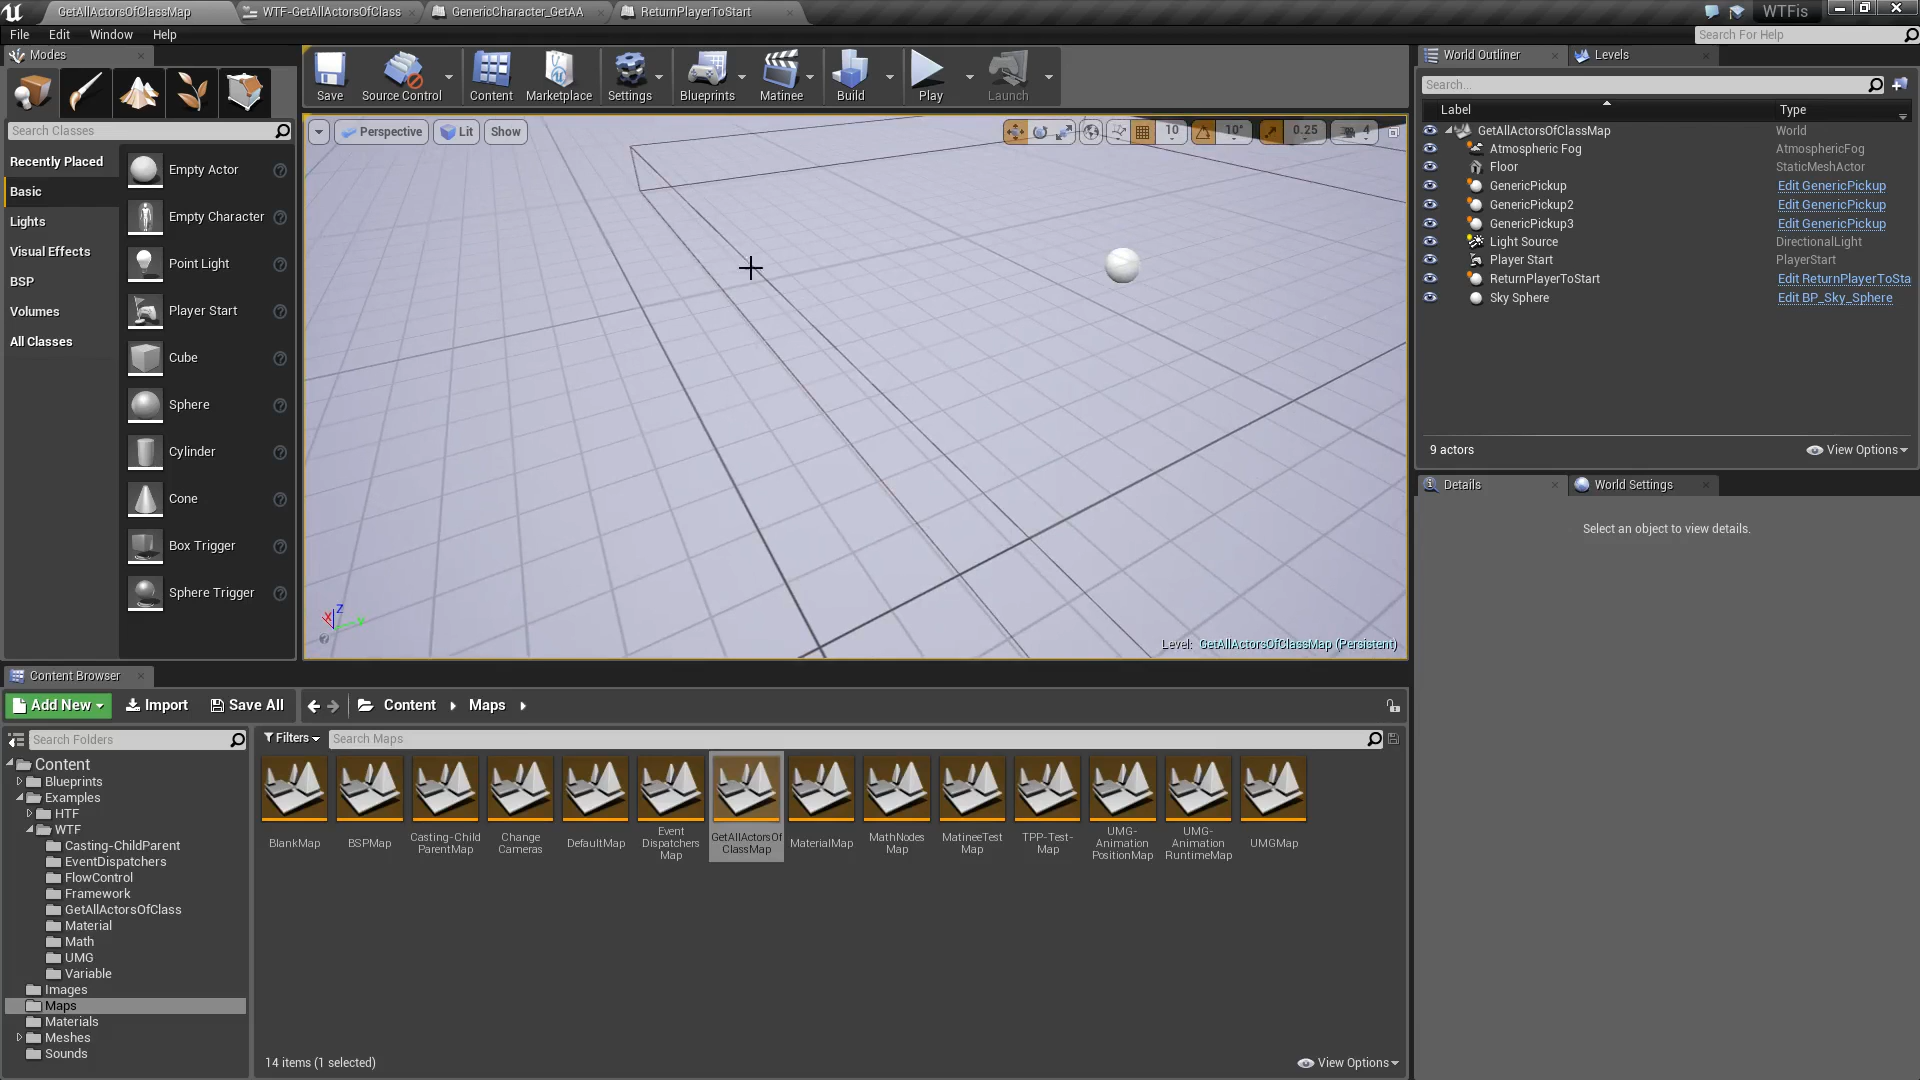 GetAllActorsOfClassMap
WTF-GetAllActorsOfClass
GenericCharacter_GetAA
ReturnPlayerToStart
WTFis
File Edit Window Help
Search For Help
Modes
Search Classes
Recently Placed
Basic
Lights
Visual Effects
BSP
Volumes
All Classes
Empty Actor
Empty Character
Point Light
Player Start
Cube
Sphere
Cylinder
Cone
Box Trigger
Sphere Trigger
Save
Source Control
Content
Marketplace
Settings
Blueprints
Matinee
Build
Play
Launch
Perspective
Lit
Show
10
10°
0.25
4
X
Z
Y
Level: GetAllActorsOfClassMap (Persistent)
World Outliner
Levels
Search...
Label Type
GetAllActorsOfClassMap World
Atmospheric Fog AtmosphericFog
Floor StaticMeshActor
GenericPickup Edit GenericPickup
GenericPickup2 Edit GenericPickup
GenericPickup3 Edit GenericPickup
Light Source DirectionalLight
Player Start PlayerStart
ReturnPlayerToStart Edit ReturnPlayerToSta
Sky Sphere Edit BP_Sky_Sphere
9 actors
View Options
Details
World Settings
Select an object to view details.
Content Browser
Add New
Import
Save All
Content
Maps
Search Folders
Content
Blueprints
Examples
HTF
WTF
Casting-ChildParent
EventDispatchers
FlowControl
Framework
GetAllActorsOfClass
Material
Math
UMG
Variable
Images
Maps
Materials
Meshes
Sounds
Filters
Search Maps
BlankMap
BSPMap
Casting-Child
ParentMap
Change
Cameras
DefaultMap
Event
Dispatchers
Map
GetAllActorsOf
ClassMap
MaterialMap
MathNodes
Map
MatineeTest
Map
TPP-Test-
Map
UMG-
Animation
PositionMap
UMG-
Animation
RuntimeMap
UMGMap
14 items (1 selected)
View Options